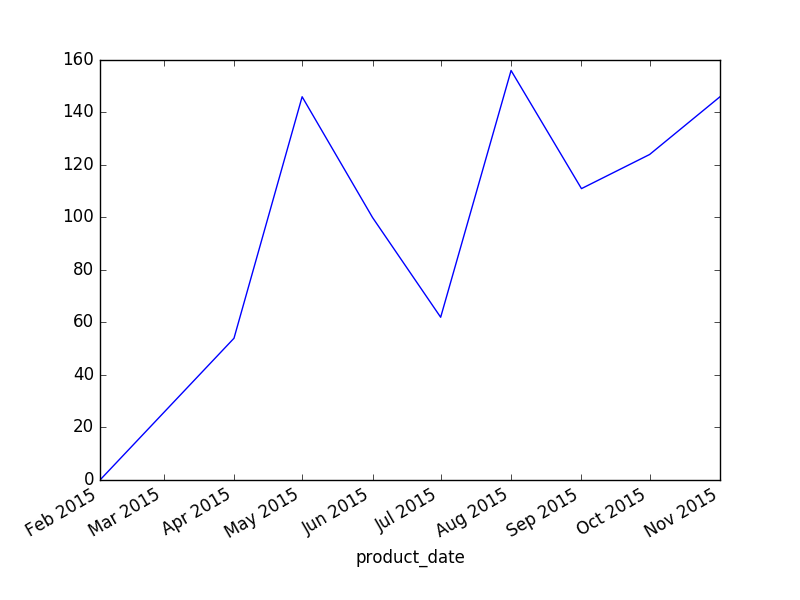 160
140
120
100
80
60
40
20
0
Feb 2015
Mar 2015
Apr 2015
May 2015
Jun 2015
Jul 2015
Aug 2015
Sep 2015
Oct 2015
Nov 2015
product_date